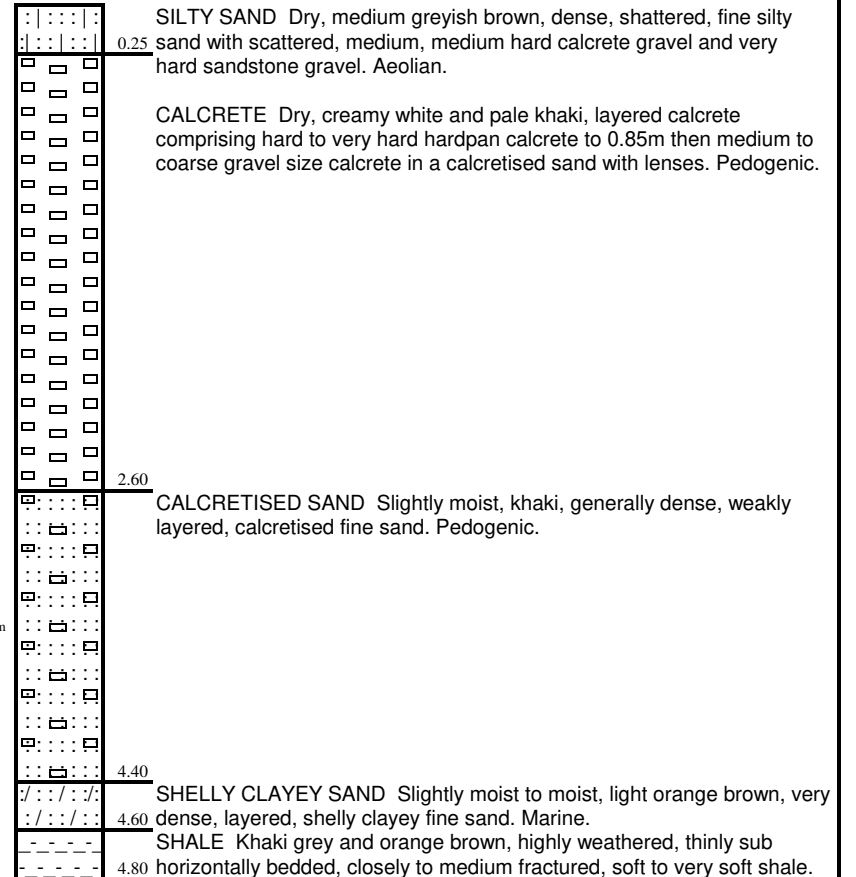 SILTY SAND Dry, medium greyish brown, dense, shattered, fine silty
0.25 sand with scattered, medium, medium hard calcrete gravel and very
hard sandstone gravel. Aeolian.
CALCRETE Dry, creamy white and pale khaki, layered calcrete
comprising hard to very hard hardpan calcrete to 0.85m then medium to
coarse gravel size calcrete in a calcretised sand with lenses. Pedogenic.
2.60
CALCRETISED SAND Slightly moist, khaki, generally dense, weakly
layered, calcretised fine sand. Pedogenic.
4.40
SHELLY CLAYEY SAND Slightly moist to moist, light orange brown, very
4.60 dense, layered, shelly clayey fine sand. Marine.
SHALE Khaki grey and orange brown, highly weathered, thinly sub
4.80 horizontally bedded, closely to medium fractured, soft to very soft shale.